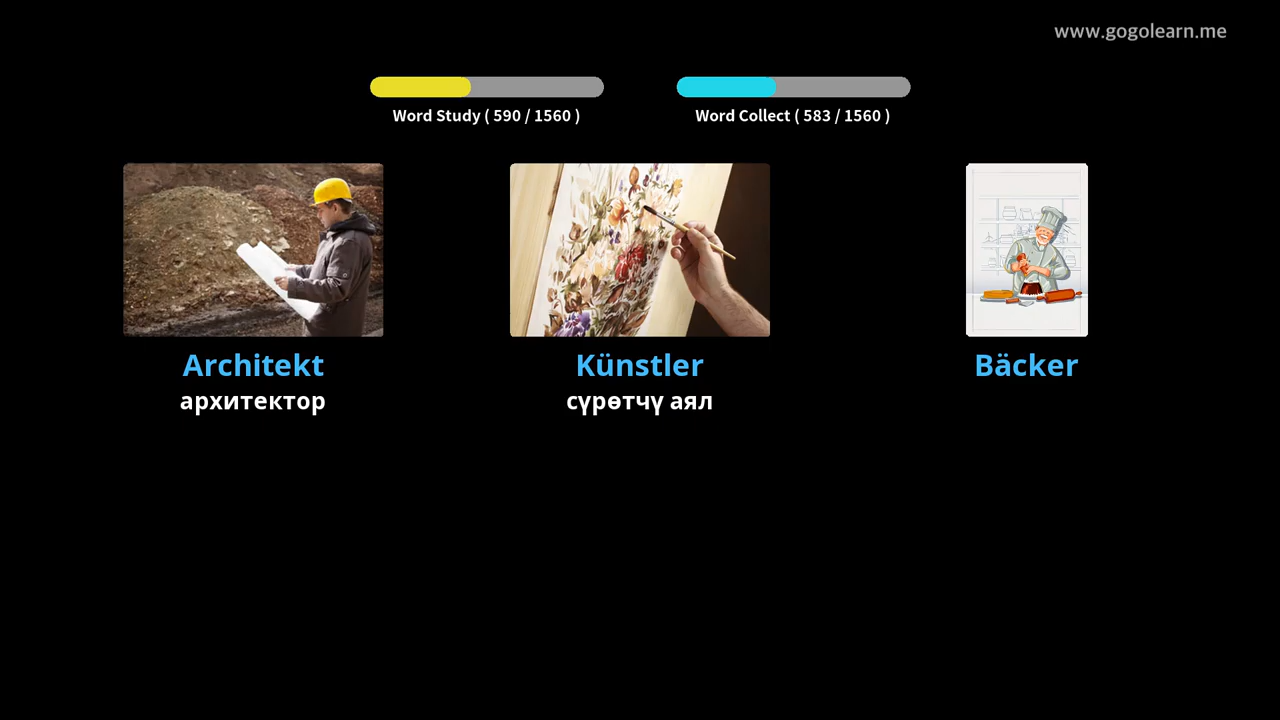 www.gogolearn.me
Word Study ( 590 / 1560 )
Word Collect ( 583 / 1560 )
Architekt
Künstler
Bäcker
архитектор
сүрөтчү аял